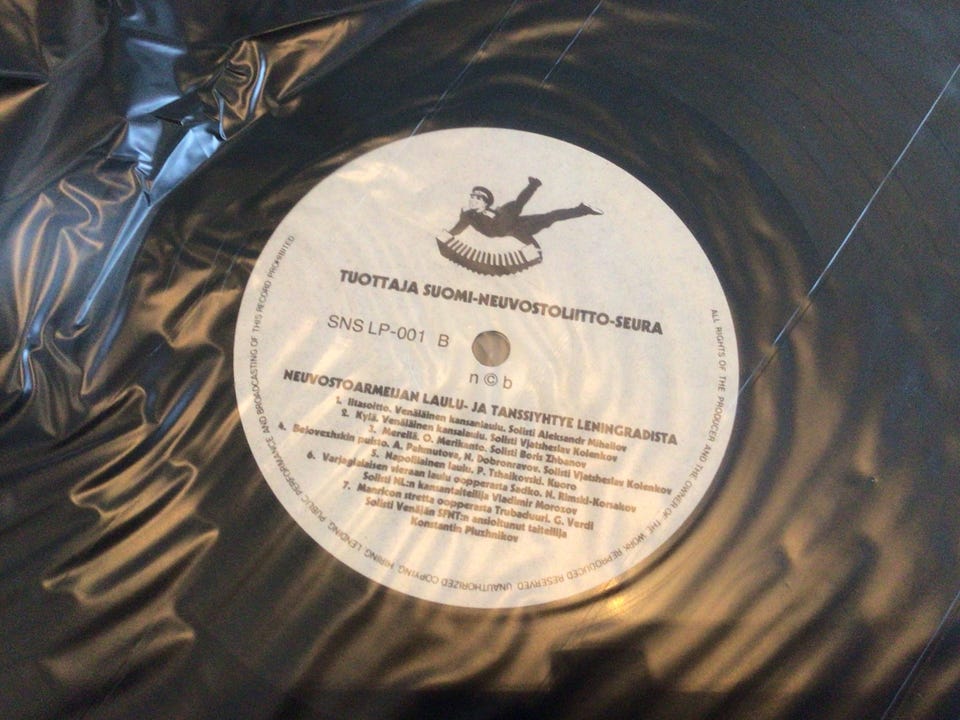 TUOTTAJA SUOMI-NEUVOSTOLIITTO-SEURA
SNS LP-001 B
n©b
NEUVOSTOARMEIJAN LAULU- JA TANSSIYHTYE LENINGRADISTA
1. Iltasoitto. Venäläinen kansanlaulu. Solisti Aleksandr Mihailov
2. Kylä. Venäläinen kansalaulu. Solisti Vjatsheslav Kolenkov
3. Merellä. O. Merikanto. Solisti Boris Zhbanov
4. Belovezhskin puisto. A. Pahmutova, N. Dobronravov. Solisti Vjatsheslav Kolenkov
5. Napolilainen laulu. P. Tshaikovski. Kuoro
6. Varjagialaisen vieraan laulu oopperasta Sadko. N. Rimski-Korsakov
Solisti NL:n kansantaiteilija Vladimir Morozov
7. Manricon stretta oopperasta Trubaduuri. G. Verdi
Solisti Venäjän SFNT:n ansioitunut taiteilija
Konstantin Pluzhnikov
ALL RIGHTS OF THE PRODUCER AND THE OWNER OF THE WORK REPRODUCED RESERVED UNAUTHORIZED COPYING HIRING LENDING PUBLIC PERFORMANCE AND BROADCASTING OF THIS RECORD PROHIBITED